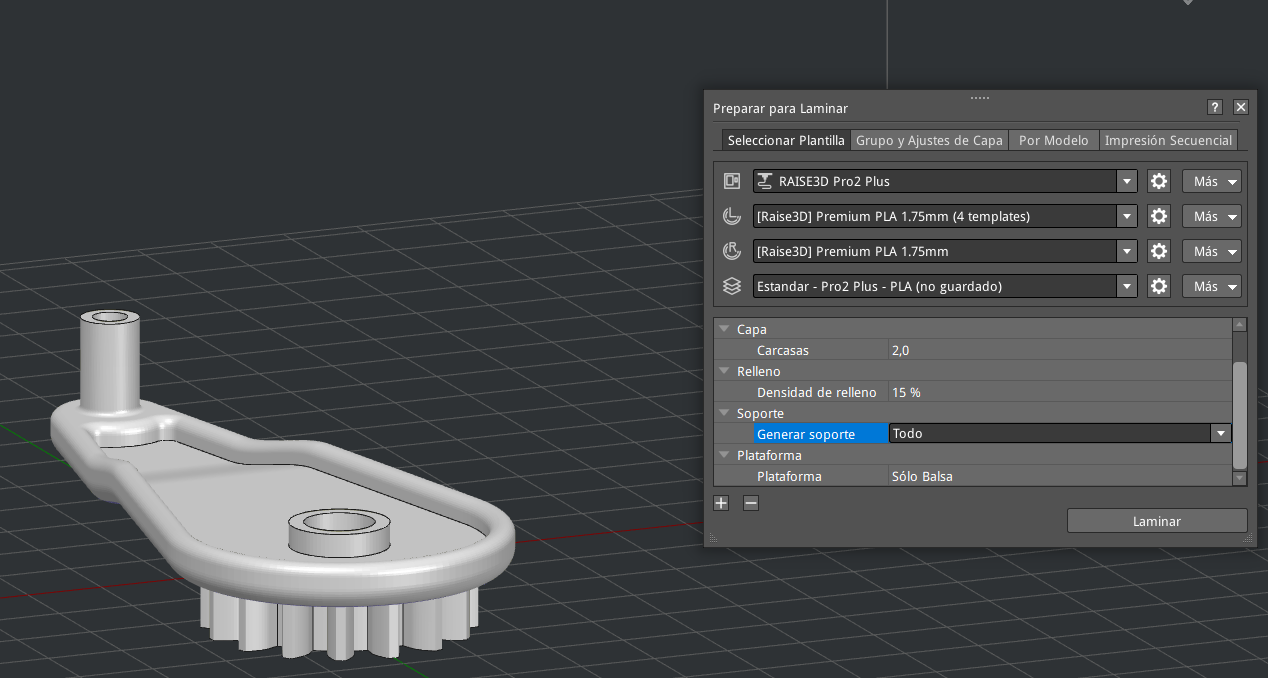 Preparar para Laminar
?
Seleccionar Plantilla Grupo y Ajustes de Capa Por Modelo Impresión Secuencial
RAISE3D Pro2 Plus Más
[Raise3D] Premium PLA 1.75mm (4 templates) Más
[Raise3D] Premium PLA 1.75mm Más
Estandar - Pro2 Plus - PLA (no guardado) Más
Capa
Carcasas 2,0
Relleno
Densidad de relleno 15 %
Soporte
Generar soporte Todo
Plataforma
Plataforma Sólo Balsa
Laminar